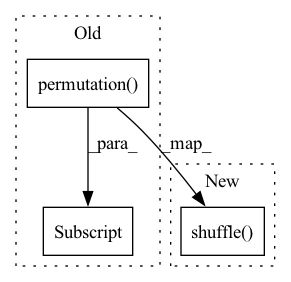 Old
permutation()
_para_
_map_
New
Subscript
shuffle()